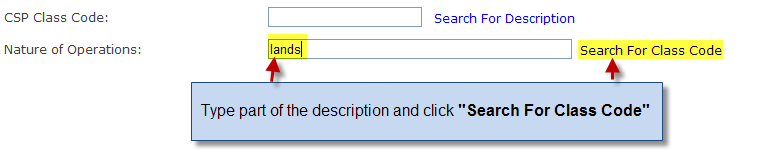 CSP Class Code: Search For Description
Nature of Operations: lands Search For Class Code
Type part of the description and click "Search For Class Code"